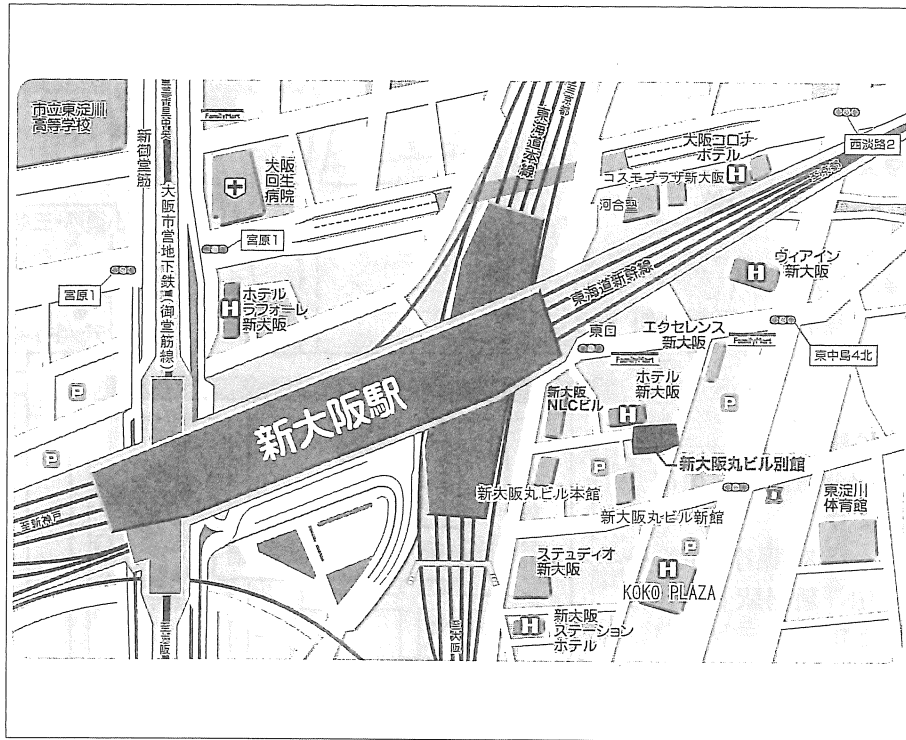 市立東淀川
高等学校
新御堂筋
大阪市営地下鉄(御堂筋線)
FamilyMart
大阪
回生
病院
宮原1
宮原1
ホテル
ラフォーレ
新大阪
東海道本線
大阪コロナ
ホテル
コスモプラザ新大阪
河合塾
西淡路2
東海道新幹線
ヴィアイン
新大阪
東口
エクセレンス
新大阪
FamilyMart
FamilyMart
東中島4北
新大阪
NLCビル
ホテル
新大阪
新大阪駅
新大阪丸ビル別館
新大阪丸ビル本館
新大阪丸ビル新館
東淀川
体育館
至新神戸
ステュディオ
新大阪
KOKO PLAZA
新大阪
ステーション
ホテル
至大阪
P
P
P
P
P
H
H
H
H
H
H